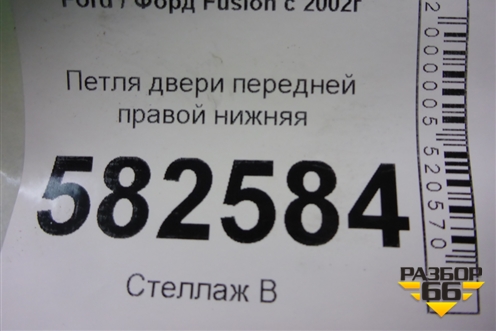 Ford / Форд Fusion с 2002г
Петля двери передней
правой нижняя
582584
Стеллаж В
2000005520570
РАЗБОР
66